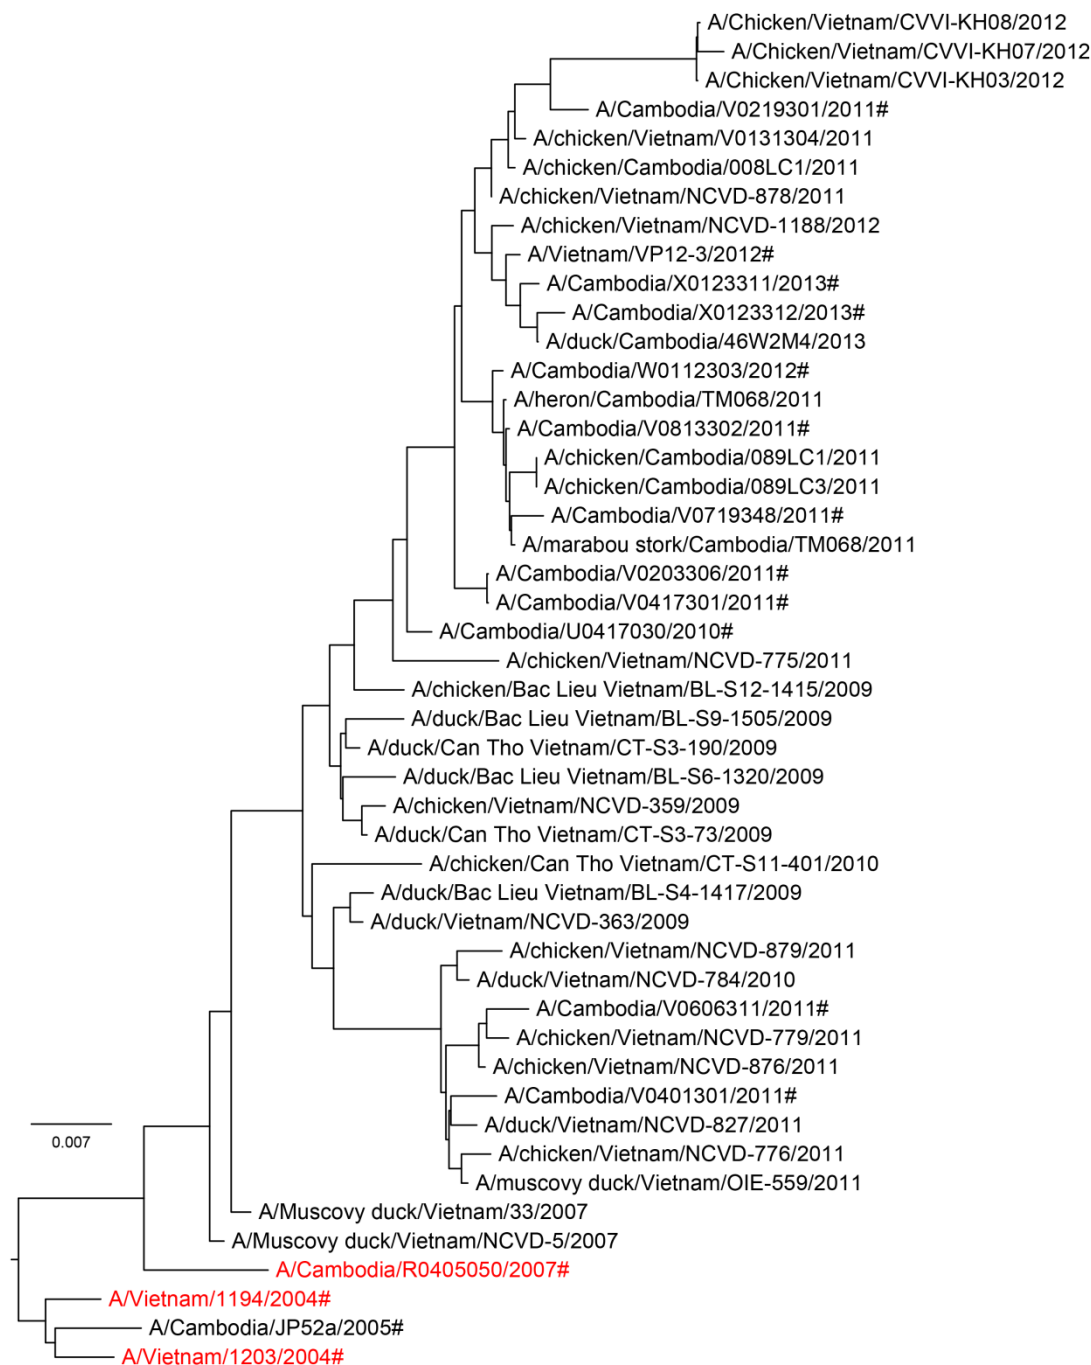 A/Chicken/Vietnam/CVVI-KH08/2012
A/Chicken/Vietnam/CVVI-KH07/2012
A/Chicken/Vietnam/CVVI-KH03/2012
A/Cambodia/V0219301/2011#
A/chicken/Vietnam/V0131304/2011
A/chicken/Cambodia/008LC1/2011
A/chicken/Vietnam/NCVD-878/2011
A/chicken/Vietnam/NCVD-1188/2012
A/Vietnam/VP12-3/2012#
A/Cambodia/X0123311/2013#
A/Cambodia/X0123312/2013#
A/duck/Cambodia/46W2M4/2013
A/Cambodia/W0112303/2012#
A/heron/Cambodia/TM068/2011
A/Cambodia/V0813302/2011#
A/chicken/Cambodia/089LC1/2011
A/chicken/Cambodia/089LC3/2011
A/Cambodia/V0719348/2011#
A/marabou stork/Cambodia/TM068/2011
A/Cambodia/V0203306/2011#
A/Cambodia/V0417301/2011#
A/Cambodia/U0417030/2010#
A/chicken/Vietnam/NCVD-775/2011
A/chicken/Bac Lieu Vietnam/BL-S12-1415/2009
A/duck/Bac Lieu Vietnam/BL-S9-1505/2009
A/duck/Can Tho Vietnam/CT-S3-190/2009
A/duck/Bac Lieu Vietnam/BL-S6-1320/2009
A/chicken/Vietnam/NCVD-359/2009
A/duck/Can Tho Vietnam/CT-S3-73/2009
A/chicken/Can Tho Vietnam/CT-S11-401/2010
A/duck/Bac Lieu Vietnam/BL-S4-1417/2009
A/duck/Vietnam/NCVD-363/2009
A/chicken/Vietnam/NCVD-879/2011
A/duck/Vietnam/NCVD-784/2010
A/Cambodia/V0606311/2011#
A/chicken/Vietnam/NCVD-779/2011
A/chicken/Vietnam/NCVD-876/2011
A/Cambodia/V0401301/2011#
A/duck/Vietnam/NCVD-827/2011
0.007
A/chicken/Vietnam/NCVD-776/2011
A/muscovy duck/Vietnam/OIE-559/2011
A/Muscovy duck/Vietnam/33/2007
A/Muscovy duck/Vietnam/NCVD-5/2007
A/Cambodia/R0405050/2007#
A/Vietnam/1194/2004#
A/Cambodia/JP52a/2005#
A/Vietnam/1203/2004#